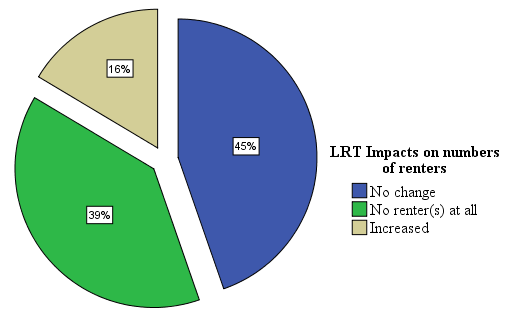 16%
45%
39%
LRT Impacts on numbers
of renters
No change
No renter(s) at all
Increased